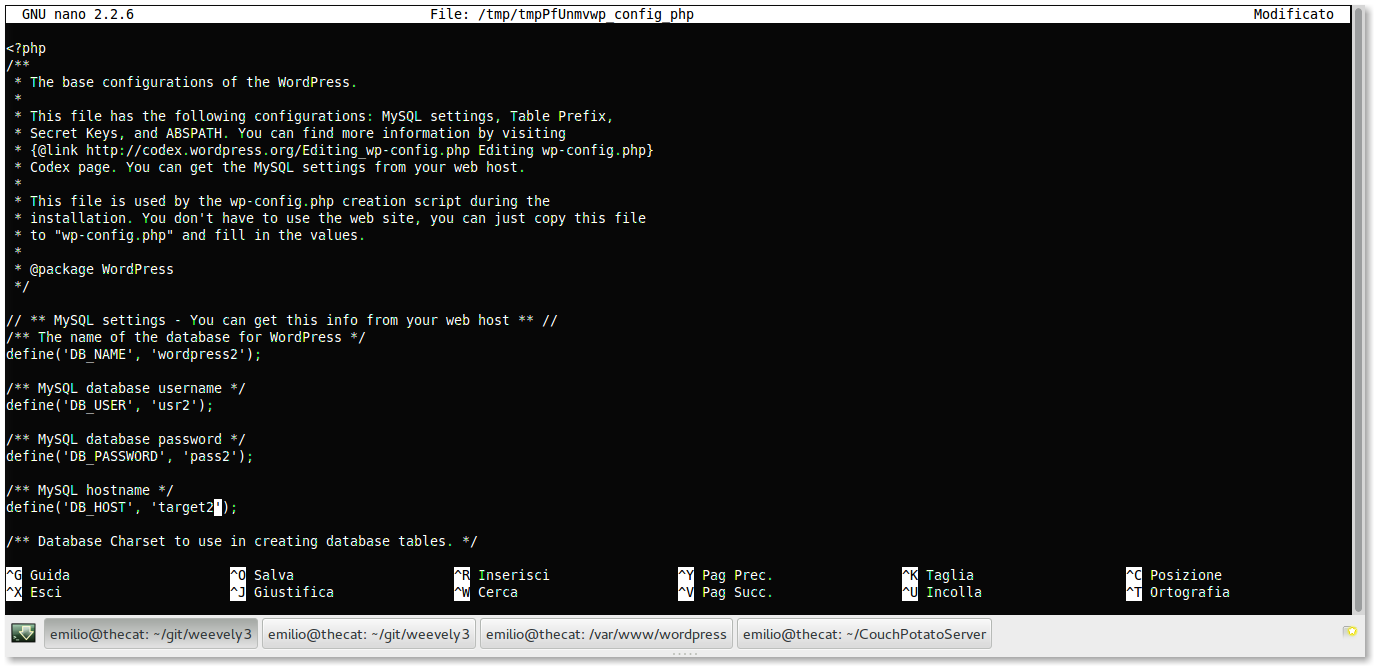 GNU nano 2.2.6 File: /tmp/tmpPfUnmvwp_config_php Modificato
<?php
/**
 * The base configurations of the WordPress.
 *
 * This file has the following configurations: MySQL settings, Table Prefix,
 * Secret Keys, and ABSPATH. You can find more information by visiting
 * {@link http://codex.wordpress.org/Editing_wp-config.php Editing wp-config.php}
 * Codex page. You can get the MySQL settings from your web host.
 *
 * This file is used by the wp-config.php creation script during the
 * installation. You don't have to use the web site, you can just copy this file
 * to "wp-config.php" and fill in the values.
 *
 * @package WordPress
 */
// ** MySQL settings - You can get this info from your web host ** //
/** The name of the database for WordPress */
define('DB_NAME', 'wordpress2');
/** MySQL database username */
define('DB_USER', 'usr2');
/** MySQL database password */
define('DB_PASSWORD', 'pass2');
/** MySQL hostname */
define('DB_HOST', 'target2');
/** Database Charset to use in creating database tables. */
^G Guida ^O Salva ^R Inserisci ^Y Pag Prec. ^K Taglia ^C Posizione
^X Esci ^J Giustifica ^W Cerca ^V Pag Succ. ^U Incolla ^T Ortografia
emilio@thecat: ~/git/weevely3 emilio@thecat: ~/git/weevely3 emilio@thecat: /var/www/wordpress emilio@thecat: ~/CouchPotatoServer